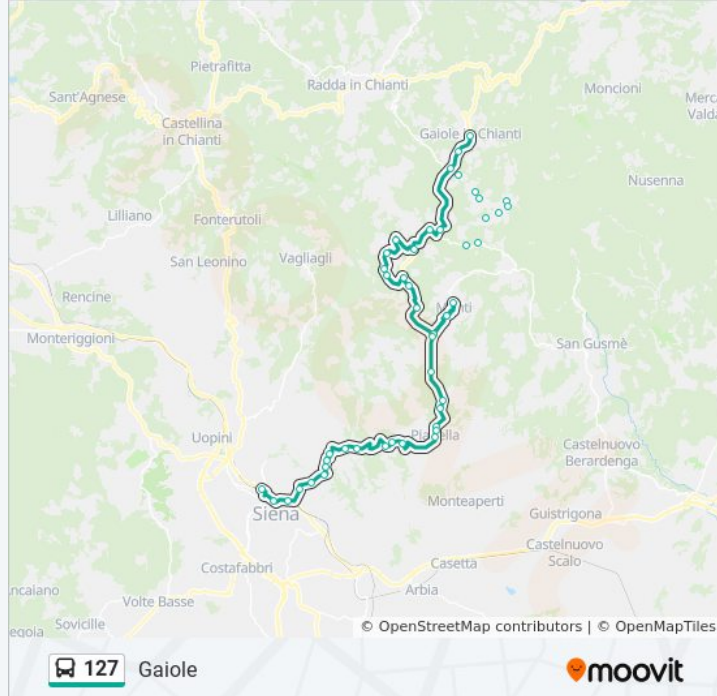 Pietrafitta
Radda in Chianti
Moncioni
Sant'Agnese
Castellina
in Chianti
Gaiole
Chianti
Nusenna
Lilliano
Fonterutoli
Vagliagli
San Leonino
Rencine
Monteriggioni
San Gusmè
Uopini
Castelnuovo
Berardenga
Siena
Monteaperti
Guistrigona
Castelnuovo
Scalo
Costafabbri
Casetta
Arbia
Volte Basse
Sovicille
© OpenStreetMap contributors | © OpenMapTiles
127 Gaiole
moovit